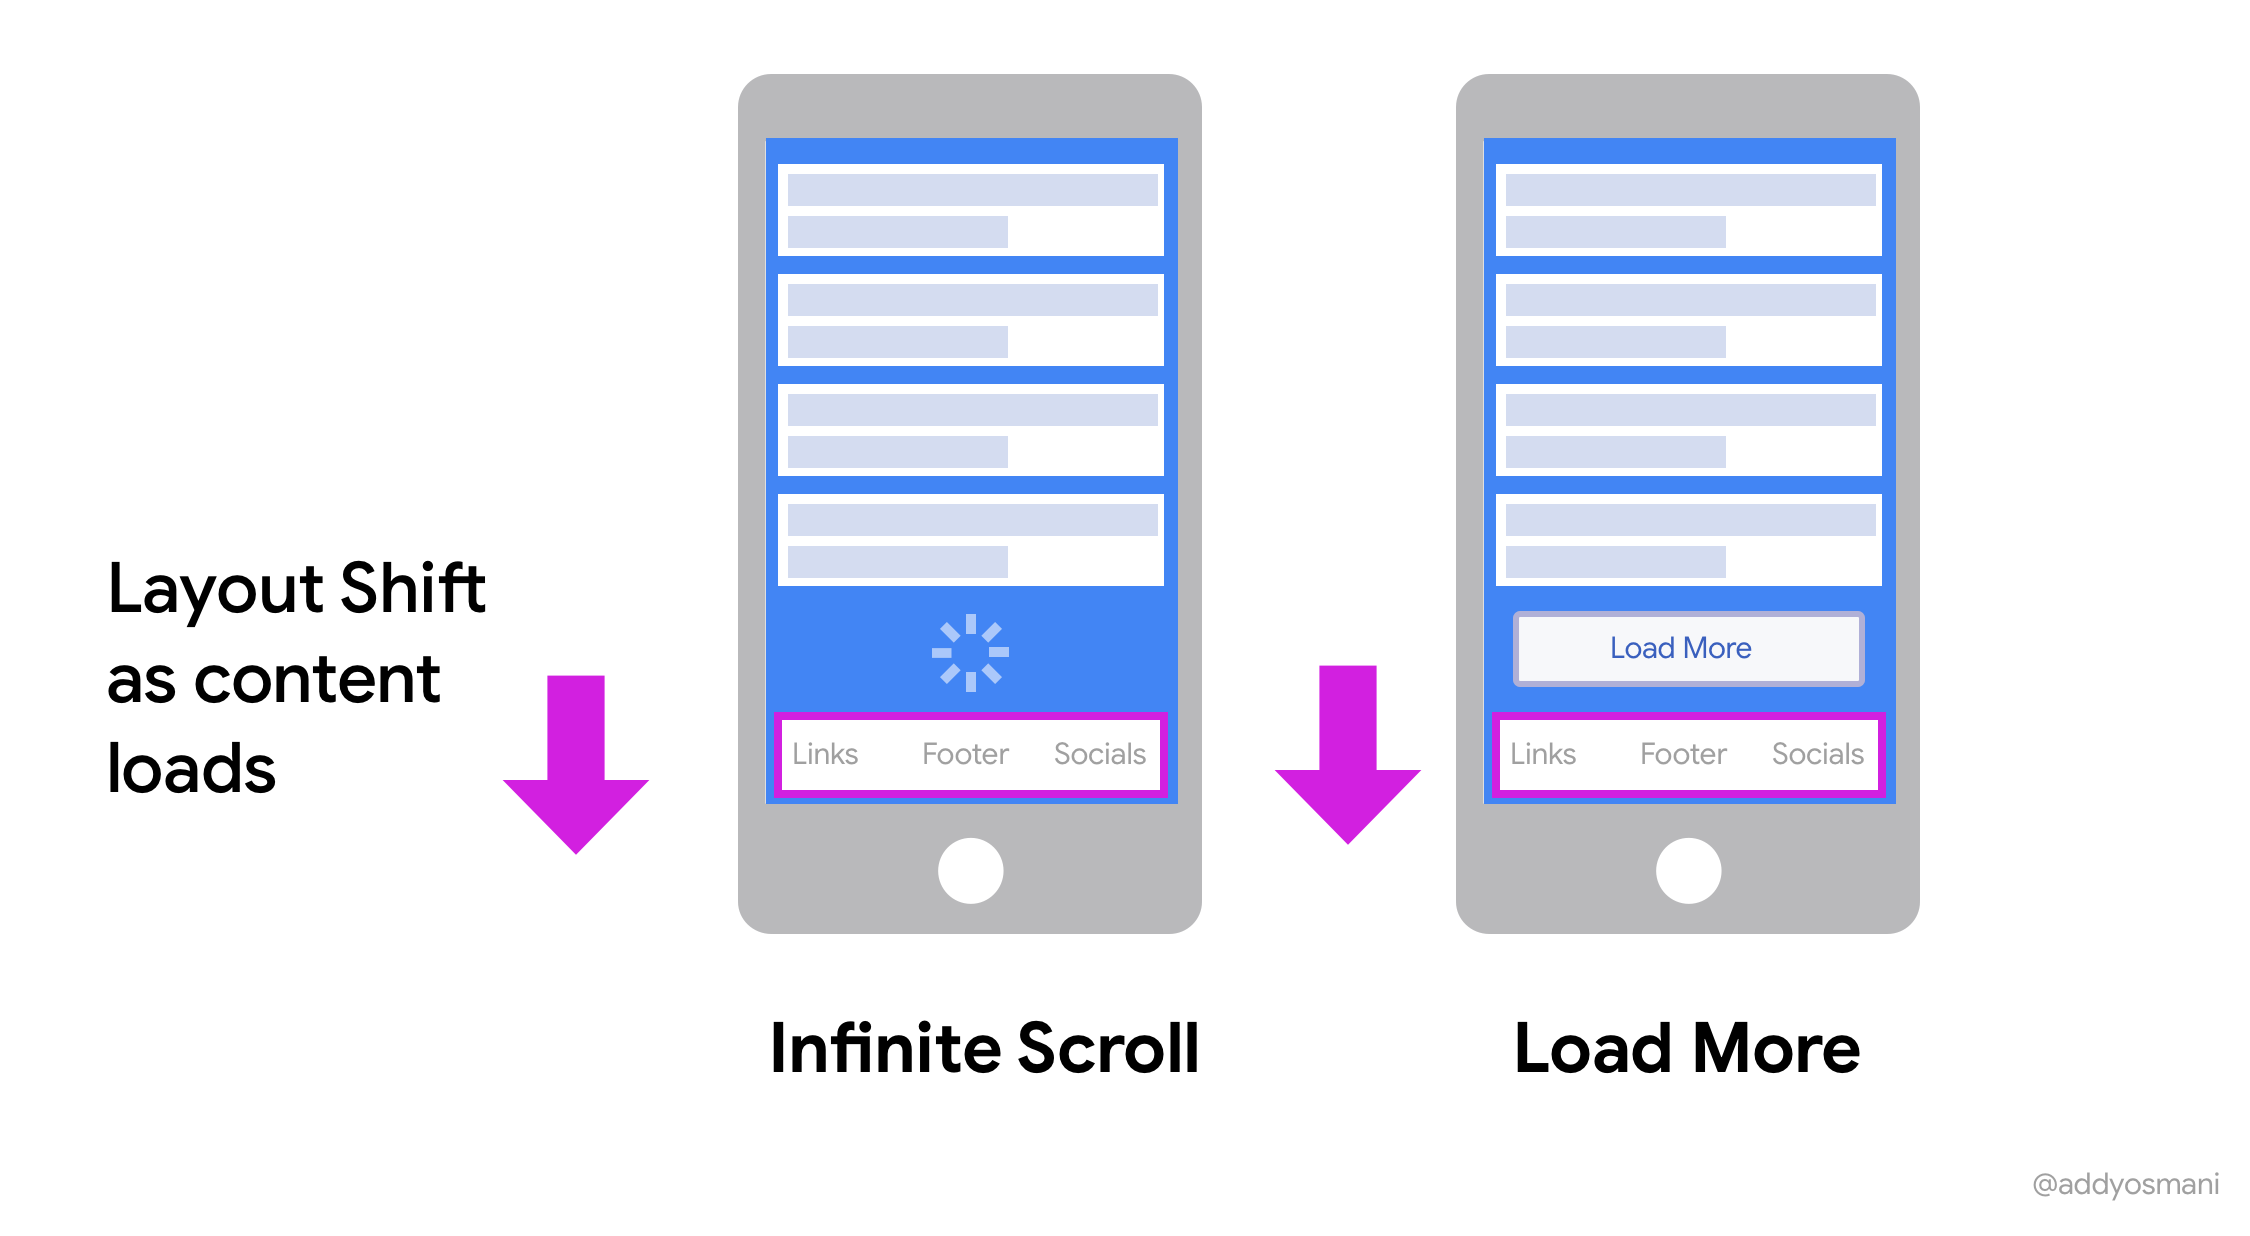 Layout Shift
as content
loads
Links Footer Socials
Infinite Scroll
Load More
Links Footer Socials
Load More
@addyosmani